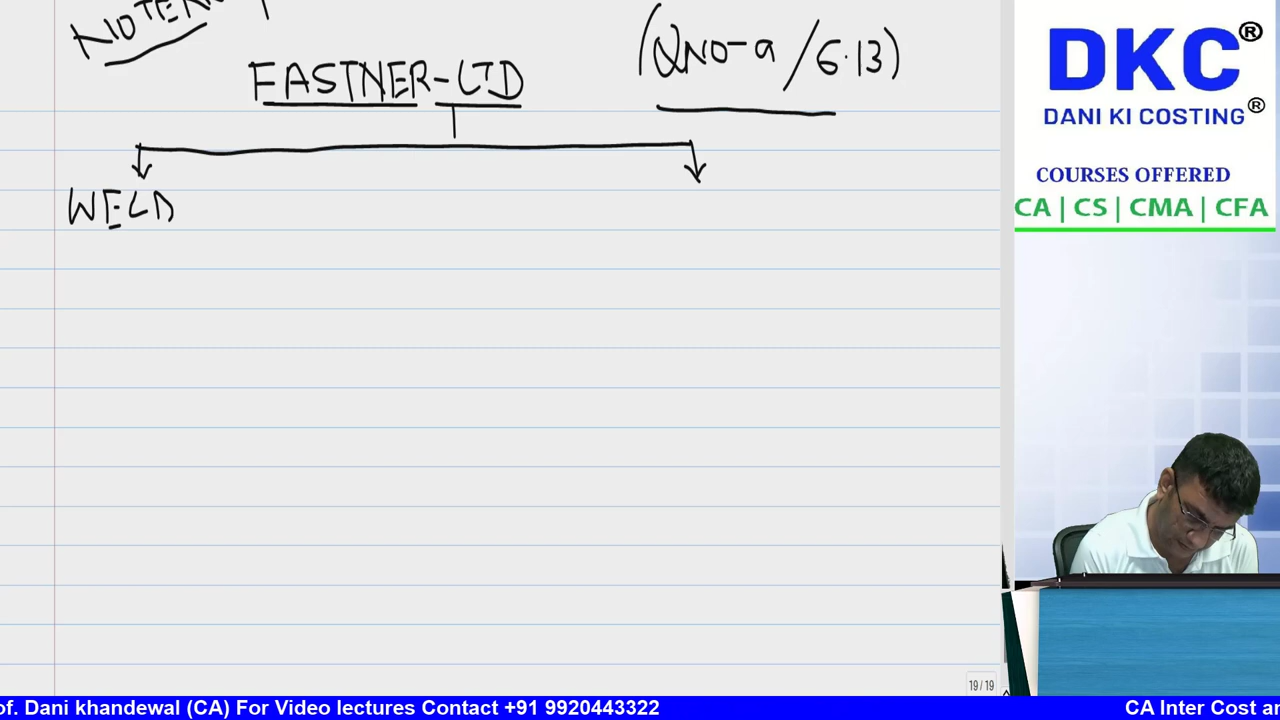 NOTE
FASTNER-LTD
(QNO-9/6.13)
WELD
19/19
DKC®
DANI KI COSTING®
COURSES OFFERED
CA | CS | CMA | CFA
of. Dani khandewal (CA) For Video lectures Contact +91 9920443322
CA Inter Cost